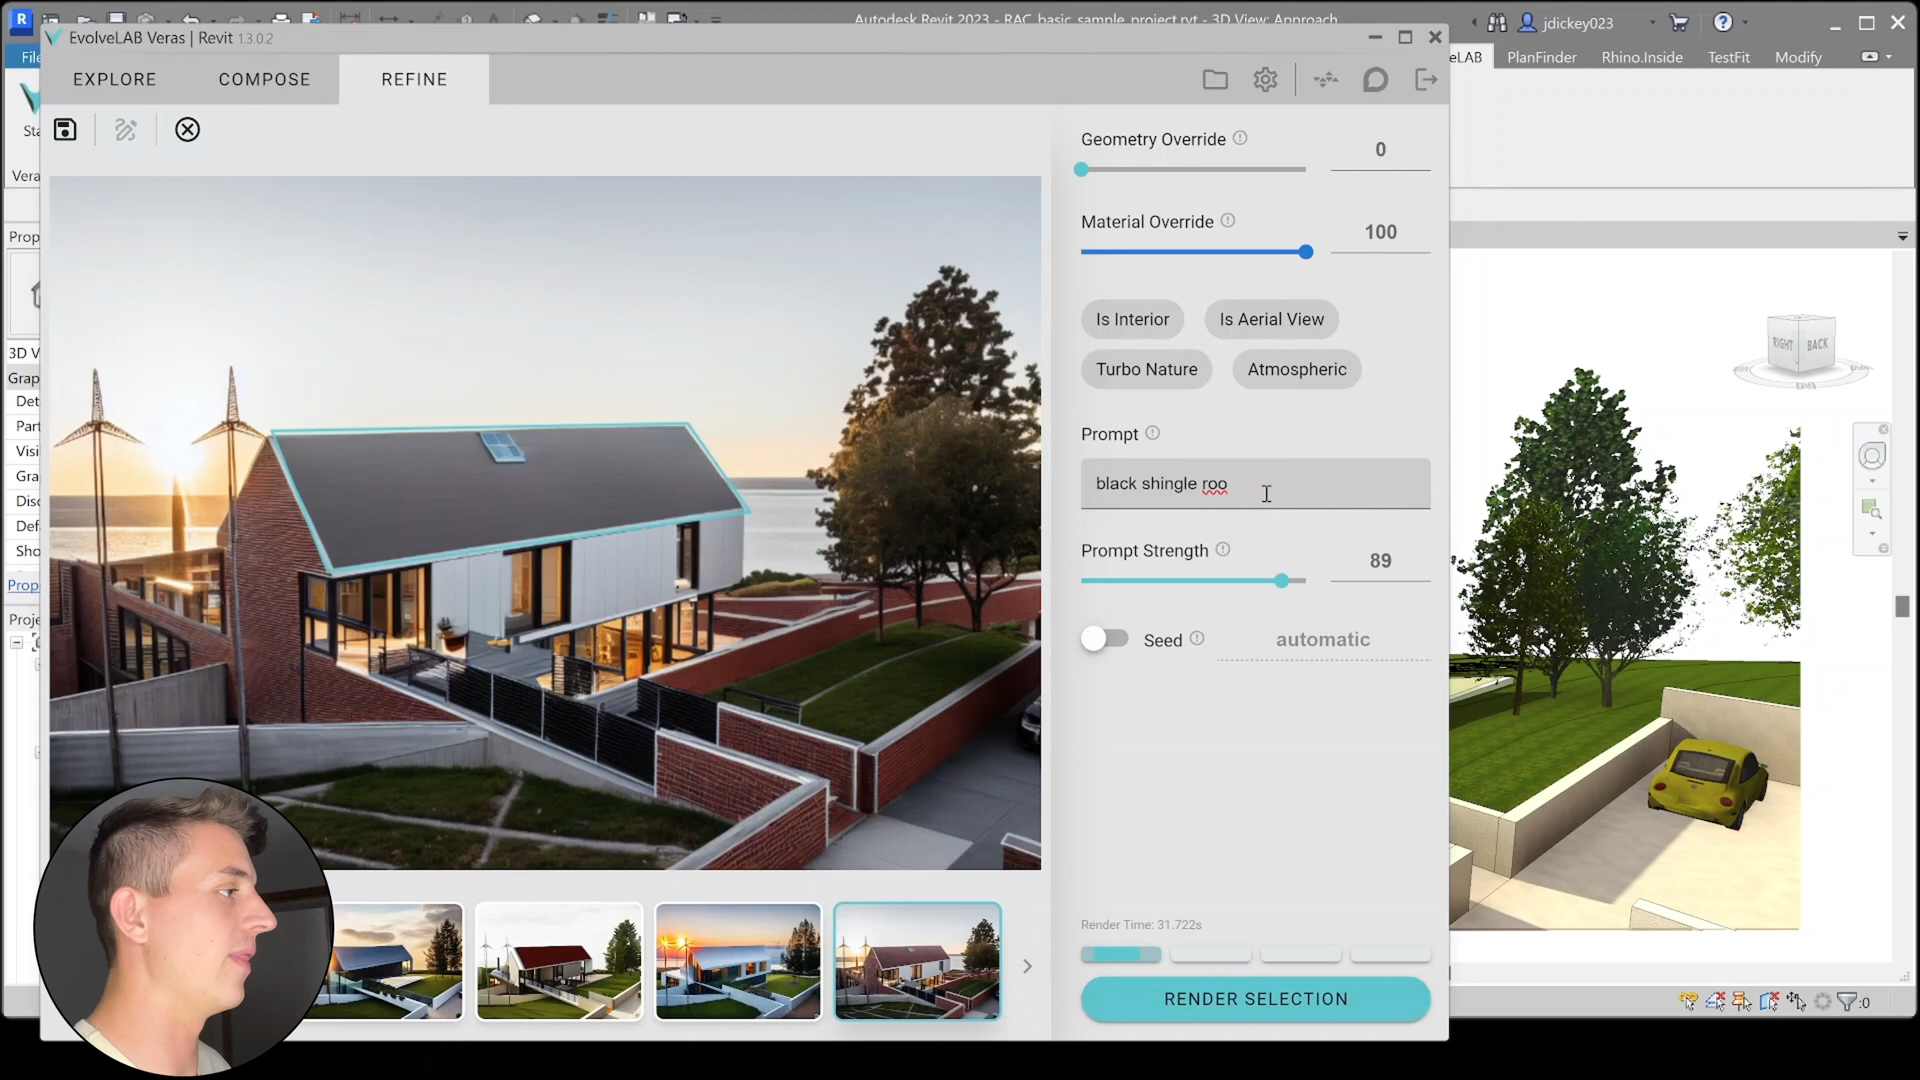 R
Autodesk Revit 2023 - RAC_basic_sample_project.rvt - 3D View: Approach
jdickey023
EvolveLAB Veras | Revit 1.3.0.2
File
eLAB
PlanFinder
Rhino.Inside
TestFit
Modify
EXPLORE
COMPOSE
REFINE
Sta
Vera
Prop
3D V
Grap
Det
Part
Visi
Gra
Disc
Defa
Sho
Prope
Proje
Geometry Override
0
Material Override
100
Is Interior
Is Aerial View
Turbo Nature
Atmospheric
Prompt
black shingle roo
Prompt Strength
89
Seed
automatic
Render Time: 31.722s
RENDER SELECTION
RIGHT
BACK
:0